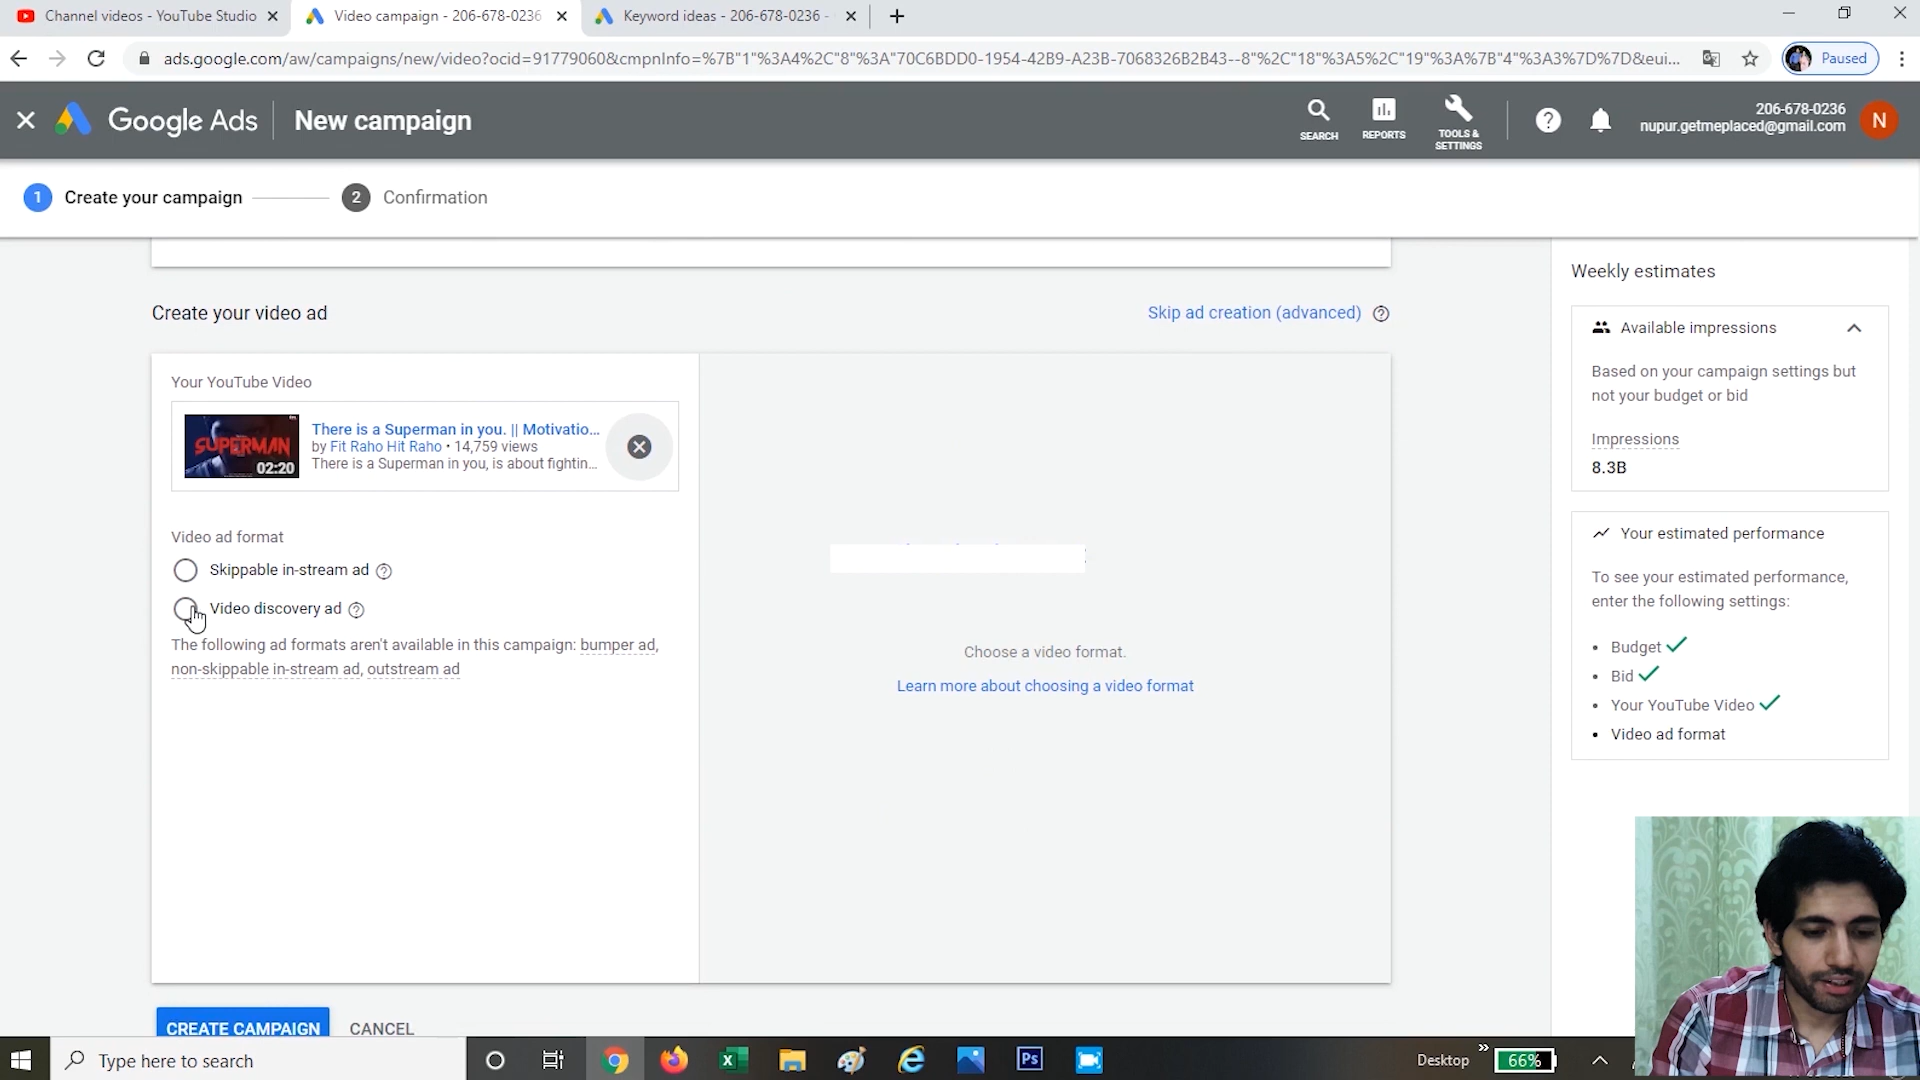 Channel videos - YouTube Studio
Video campaign - 206-678-0236
Keyword ideas - 206-678-0236 -
ads.google.com/aw/campaigns/new/video?ocid=91779060&cmpnInfo=%7B"1"%3A4%2C"8"%3A"70C6BDD0-1954-42B9-A23B-7068326B2B43--8"%2C"18"%3A5%2C"19"%3A%7B"4"%3A3%7D%7D&eui...
Paused
Google Ads
New campaign
SEARCH
REPORTS
TOOLS &
SETTINGS
206-678-0236
nupur.getmeplaced@gmail.com
N
1 Create your campaign
2 Confirmation
Create your video ad
Skip ad creation (advanced)
Your YouTube Video
SUPERMAN
02:20
There is a Superman in you. || Motivatio...
by Fit Raho Hit Raho • 14,759 views
There is a Superman in you, is about fightin...
Video ad format
Skippable in-stream ad
Video discovery ad
The following ad formats aren't available in this campaign: bumper ad,
non-skippable in-stream ad, outstream ad
Choose a video format.
Learn more about choosing a video format
Weekly estimates
Available impressions
Based on your campaign settings but
not your budget or bid
Impressions
8.3B
Your estimated performance
To see your estimated performance,
enter the following settings:
• Budget
• Bid
• Your YouTube Video
• Video ad format
CREATE CAMPAIGN
CANCEL
Type here to search
Desktop
66%
Ps